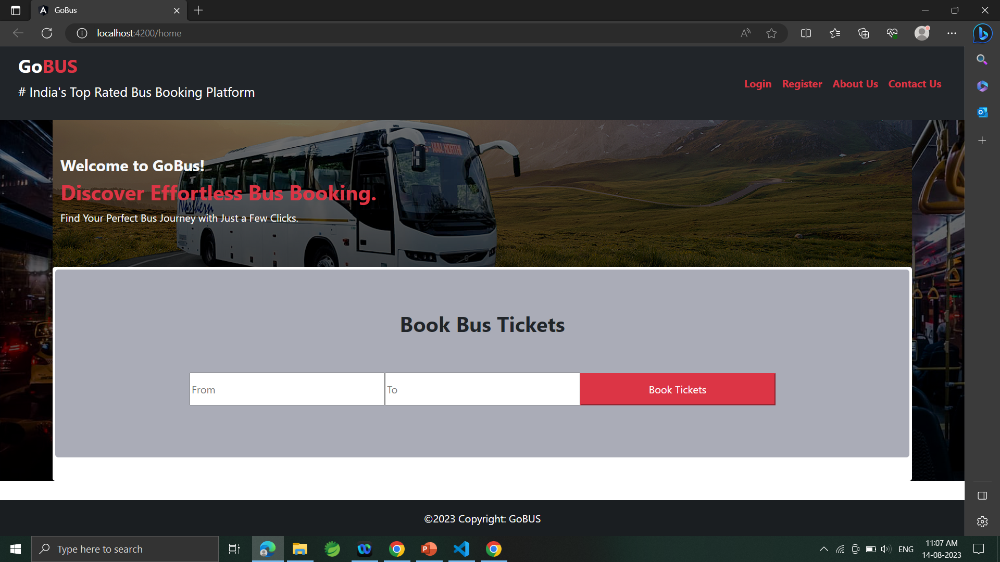 GoBus
localhost:4200/home
GoBUS
# India's Top Rated Bus Booking Platform
Login Register About Us Contact Us
Welcome to GoBus!
Discover Effortless Bus Booking.
Northern
Find Your Perfect Bus Journey with Just a Few Clicks.
Book Bus Tickets
From To Book Tickets
©2023 Copyright: GoBUS
Type here to search
ENG
11:07 AM
14-08-2023